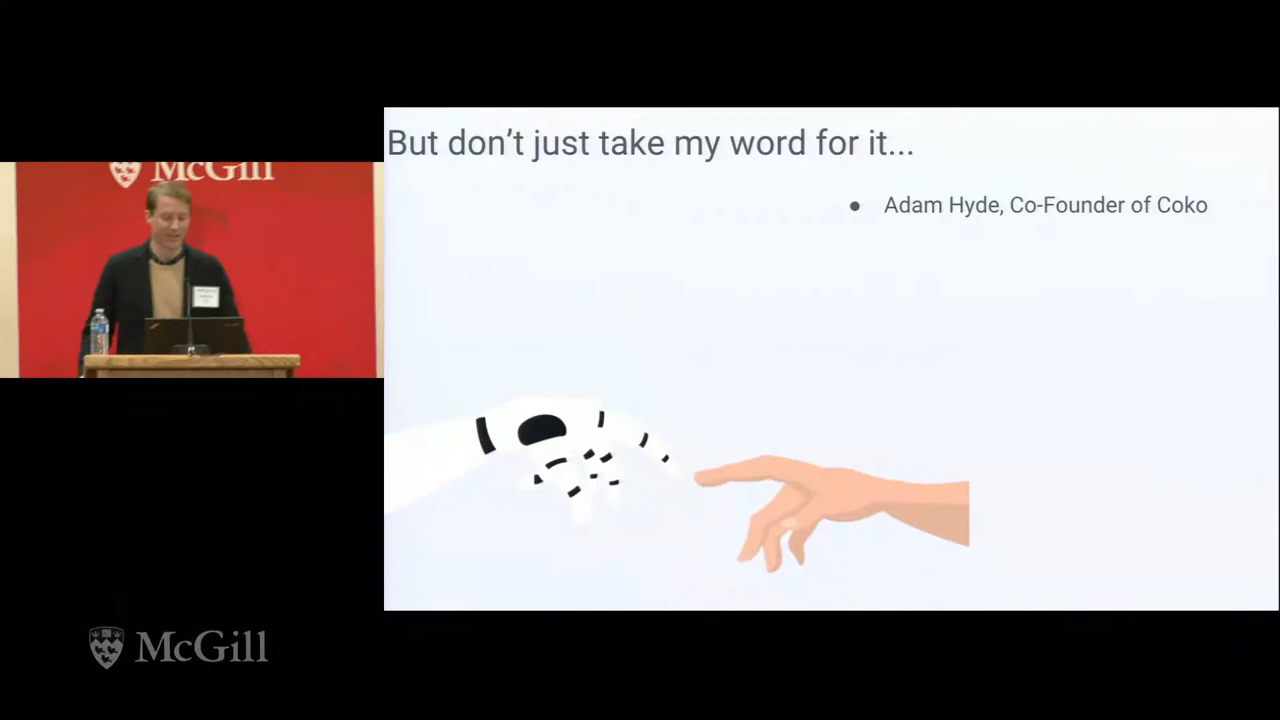 McGill
But don't just take my word for it...
● Adam Hyde, Co-Founder of Coko
McGill